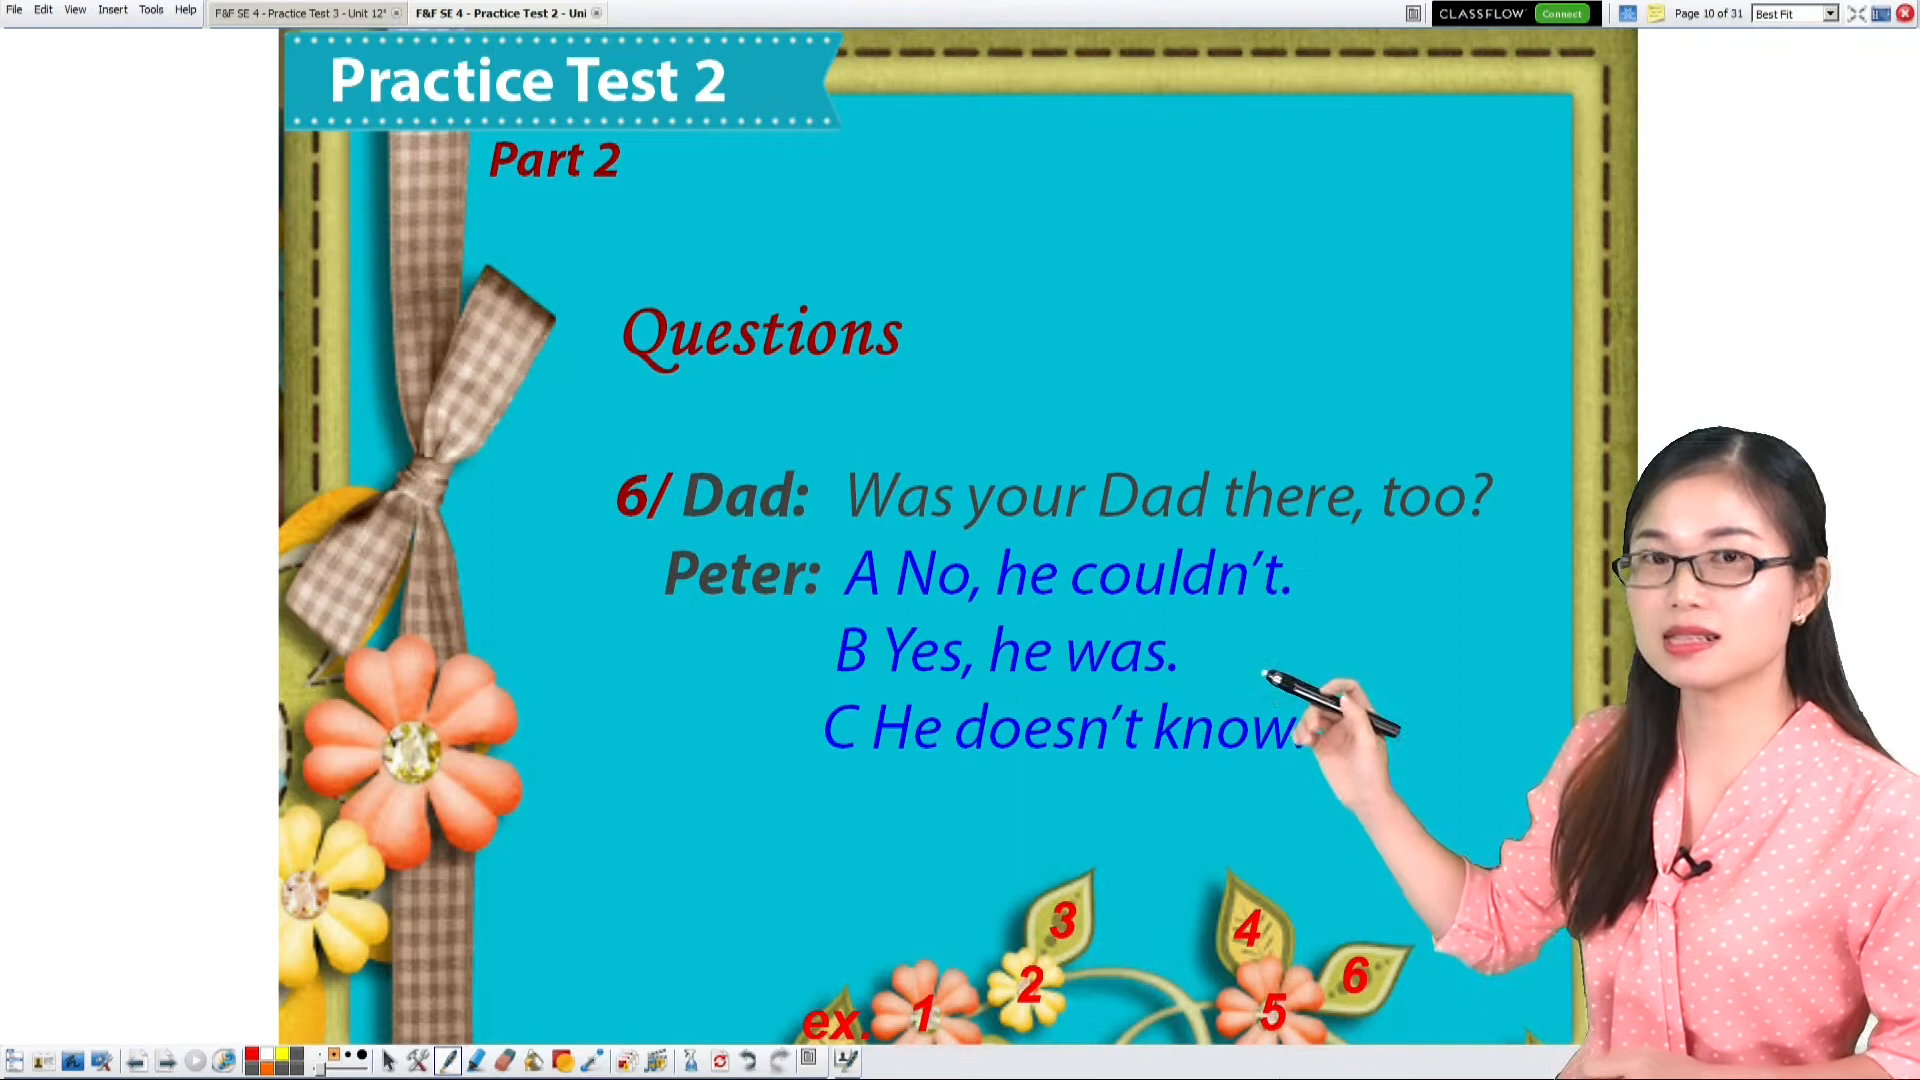 File Edit View Insert Tools Help
F&F SE 4 - Practice Test 3 - Unit 12*
F&F SE 4 - Practice Test 2 - Uni
CLASSFLOW Connect
Page 10 of 31
Best Fit
Practice Test 2
Part 2
Questions
6/ Dad: Was your Dad there, too?
Peter: A No, he couldn't.
B Yes, he was.
C He doesn't know.
3
4
2
6
ex. 1
5